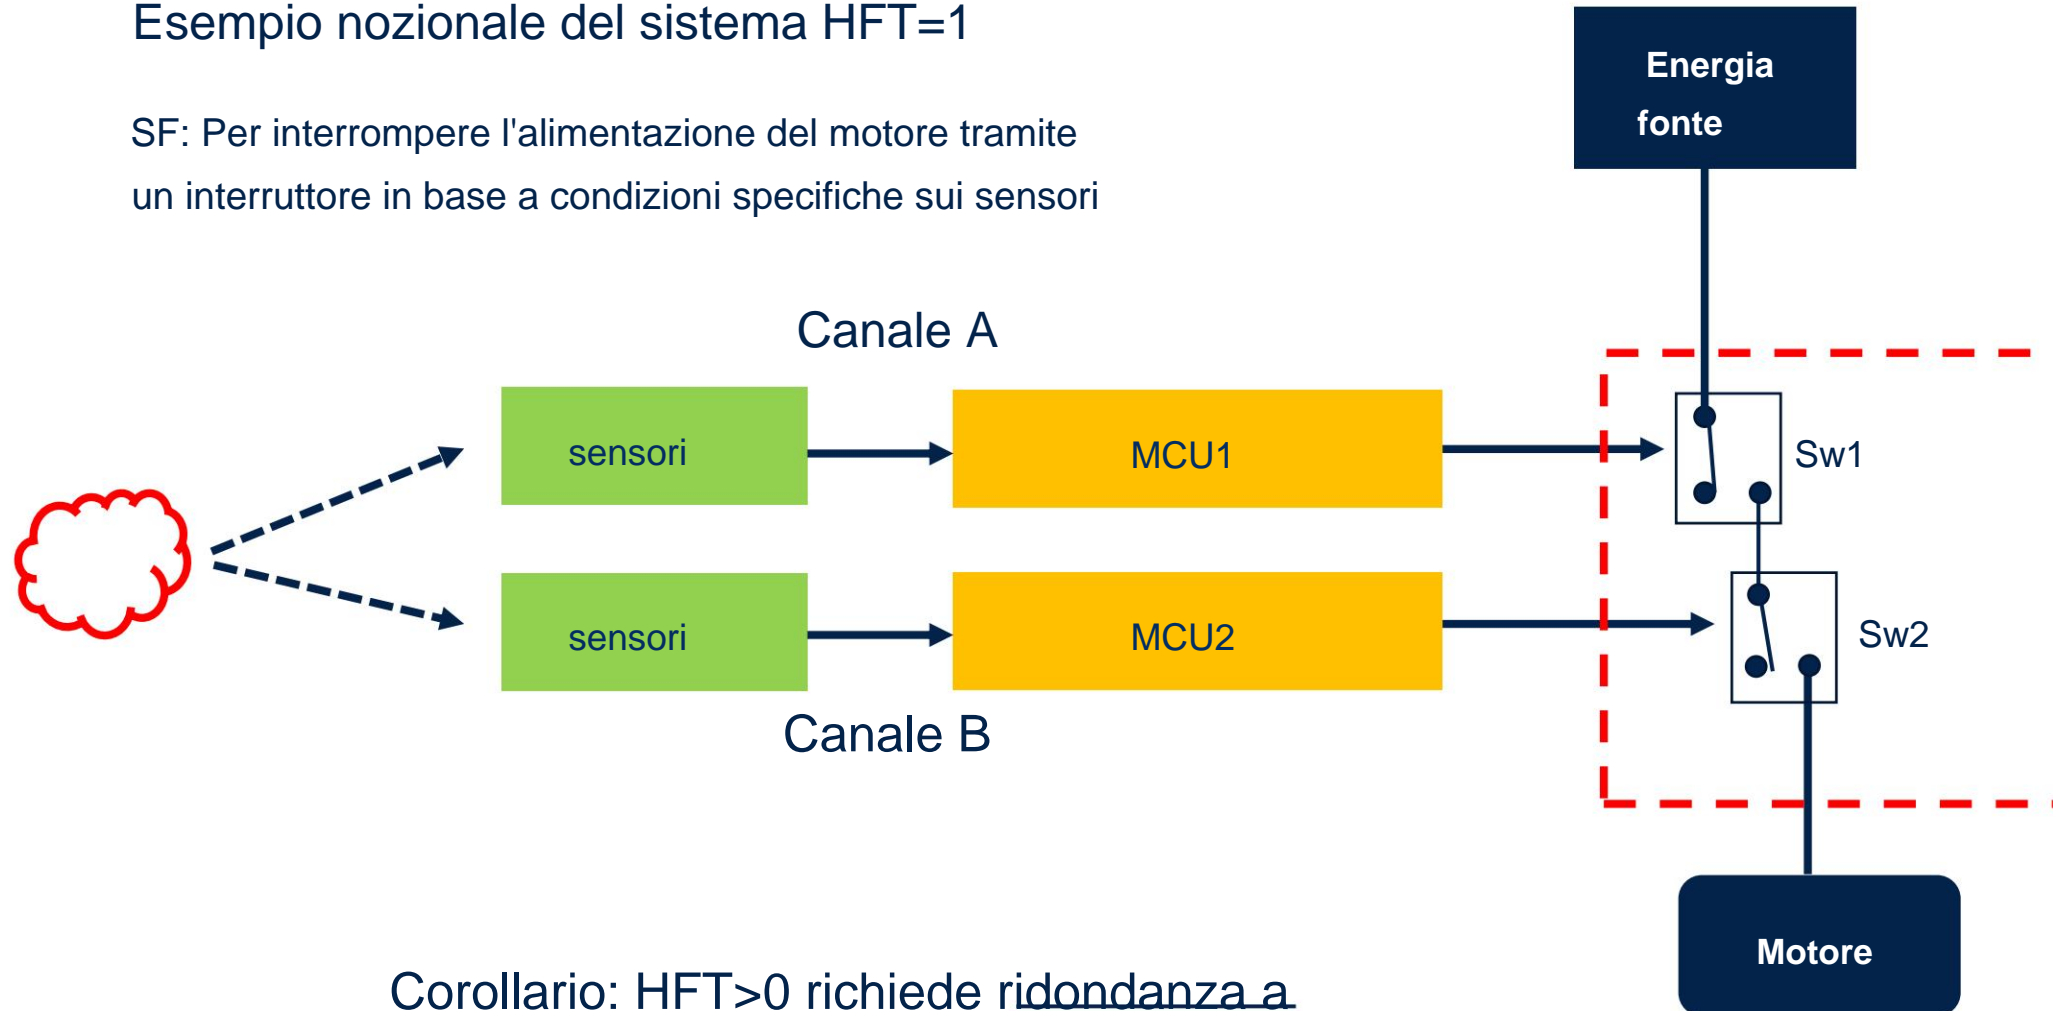 Esempio nozionale del sistema HFT=1
SF: Per interrompere l'alimentazione del motore tramite
un interruttore in base a condizioni specifiche sui sensori
Energia
fonte
Canale A
sensori
MCU1
Sw1
sensori
MCU2
Sw2
Canale B
Motore
Corollario: HFT>0 richiede ridondanza a